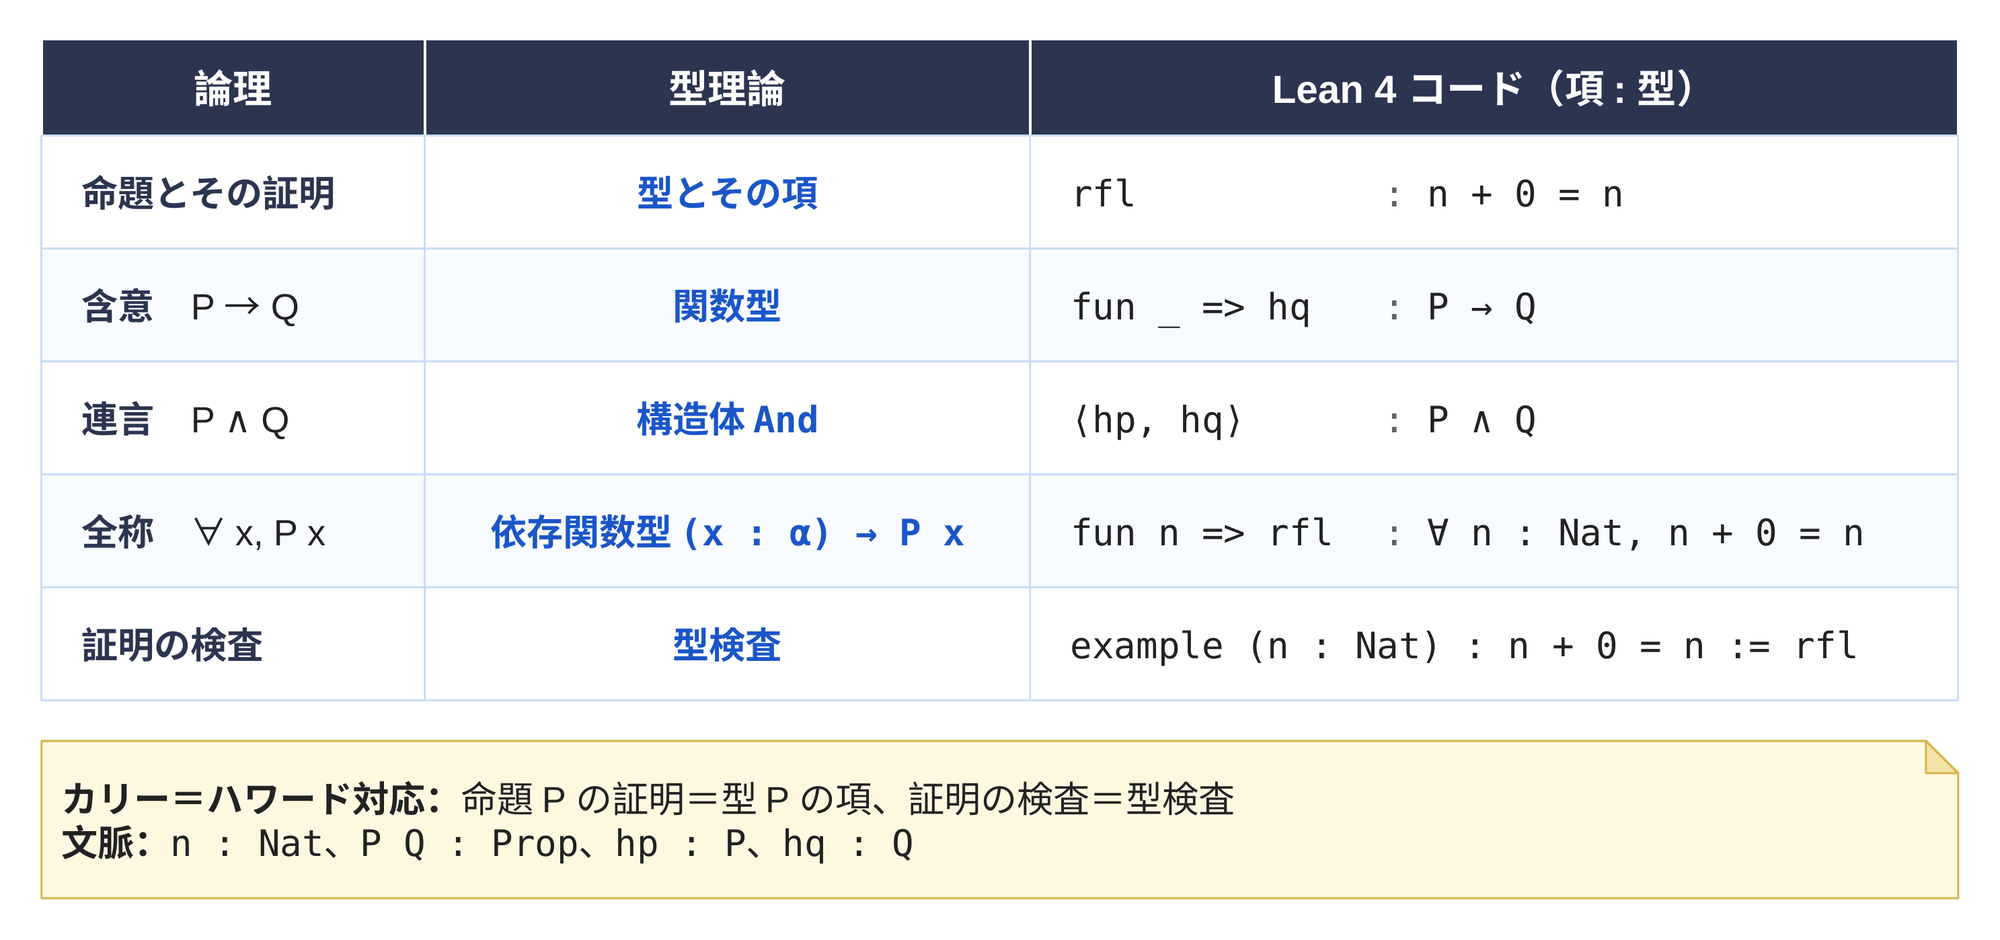 論理 型理論 Lean 4 コード（項 : 型）
命題とその証明 型とその項 rfl : n + 0 = n
含意 P → Q 関数型 fun _ => hq : P → Q
連言 P ∧ Q 構造体 And ⟨hp, hq⟩ : P ∧ Q
全称 ∀ x, P x 依存関数型 (x : α) → P x fun n => rfl : ∀ n : Nat, n + 0 = n
証明の検査 型検査 example (n : Nat) : n + 0 = n := rfl
カリー＝ハワード対応： 命題 P の証明＝型 P の項、証明の検査＝型検査
文脈： n : Nat、P Q : Prop、hp : P、hq : Q